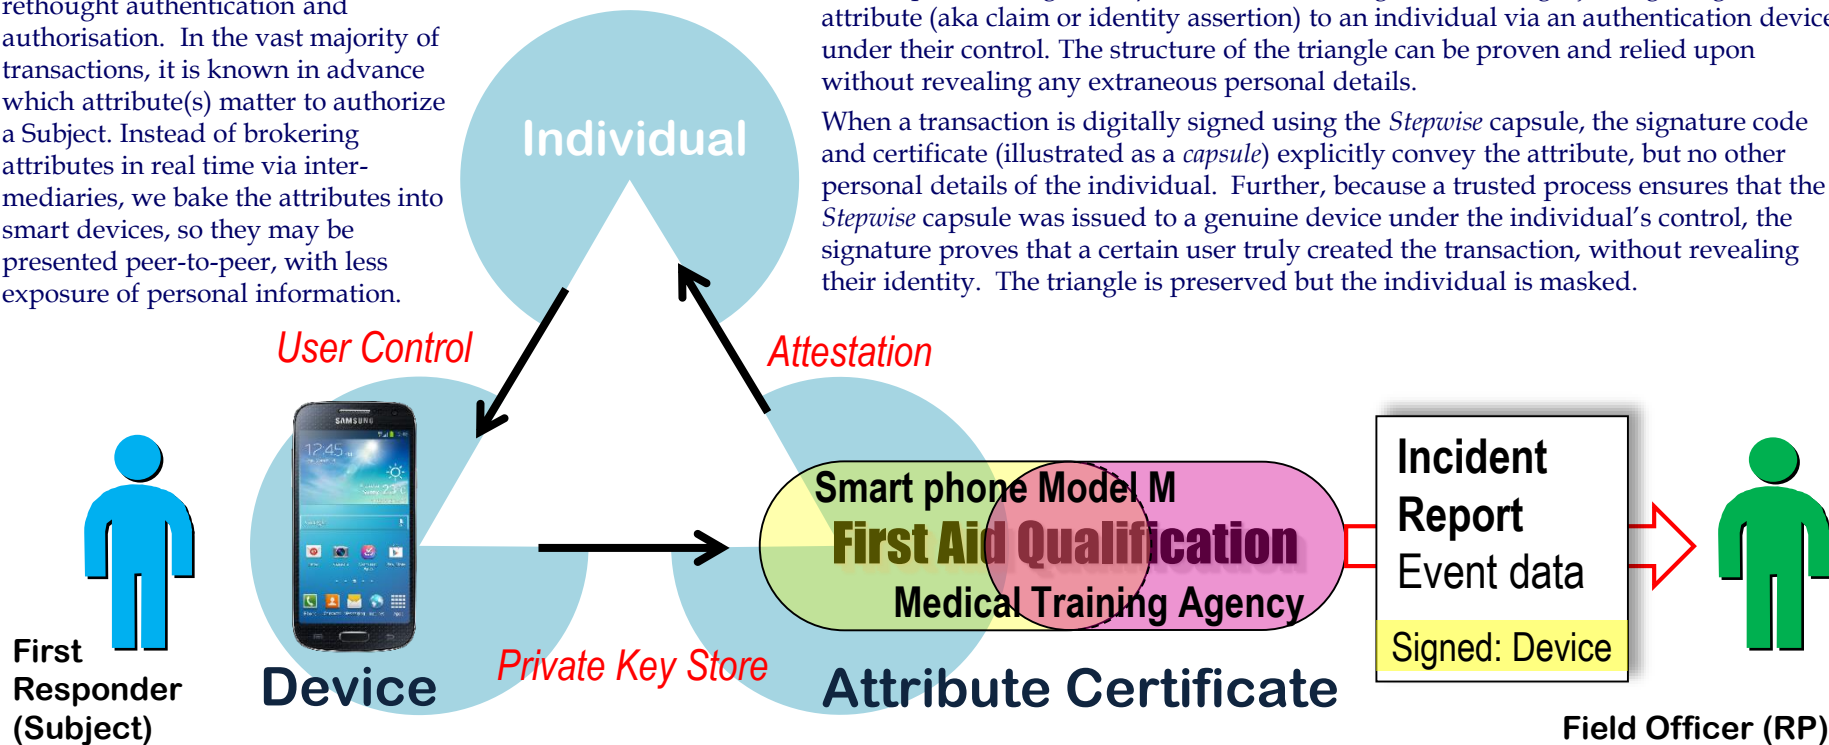 rethought authentication and
authorisation. In the vast majority of
transactions, it is known in advance
which attribute(s) matter to authorize
a Subject. Instead of brokering
attributes in real time via inter-
mediaries, we bake the attributes into
smart devices, so they may be
presented peer-to-peer, with less
exposure of personal information.
attribute (aka claim or identity assertion) to an individual via an authentication device
under their control. The structure of the triangle can be proven and relied upon
without revealing any extraneous personal details.
When a transaction is digitally signed using the Stepwise capsule, the signature code
and certificate (illustrated as a capsule) explicitly convey the attribute, but no other
personal details of the individual. Further, because a trusted process ensures that the
Stepwise capsule was issued to a genuine device under the individual's control, the
signature proves that a certain user truly created the transaction, without revealing
their identity. The triangle is preserved but the individual is masked.
Individual
User Control
Attestation
SAMSUNG
12:45
Smart phone Model M
First Aid Qualification
Medical Training Agency
Incident
Report
Event data
Signed: Device
First
Responder
(Subject)
Device
Private Key Store
Attribute Certificate
Field Officer (RP)